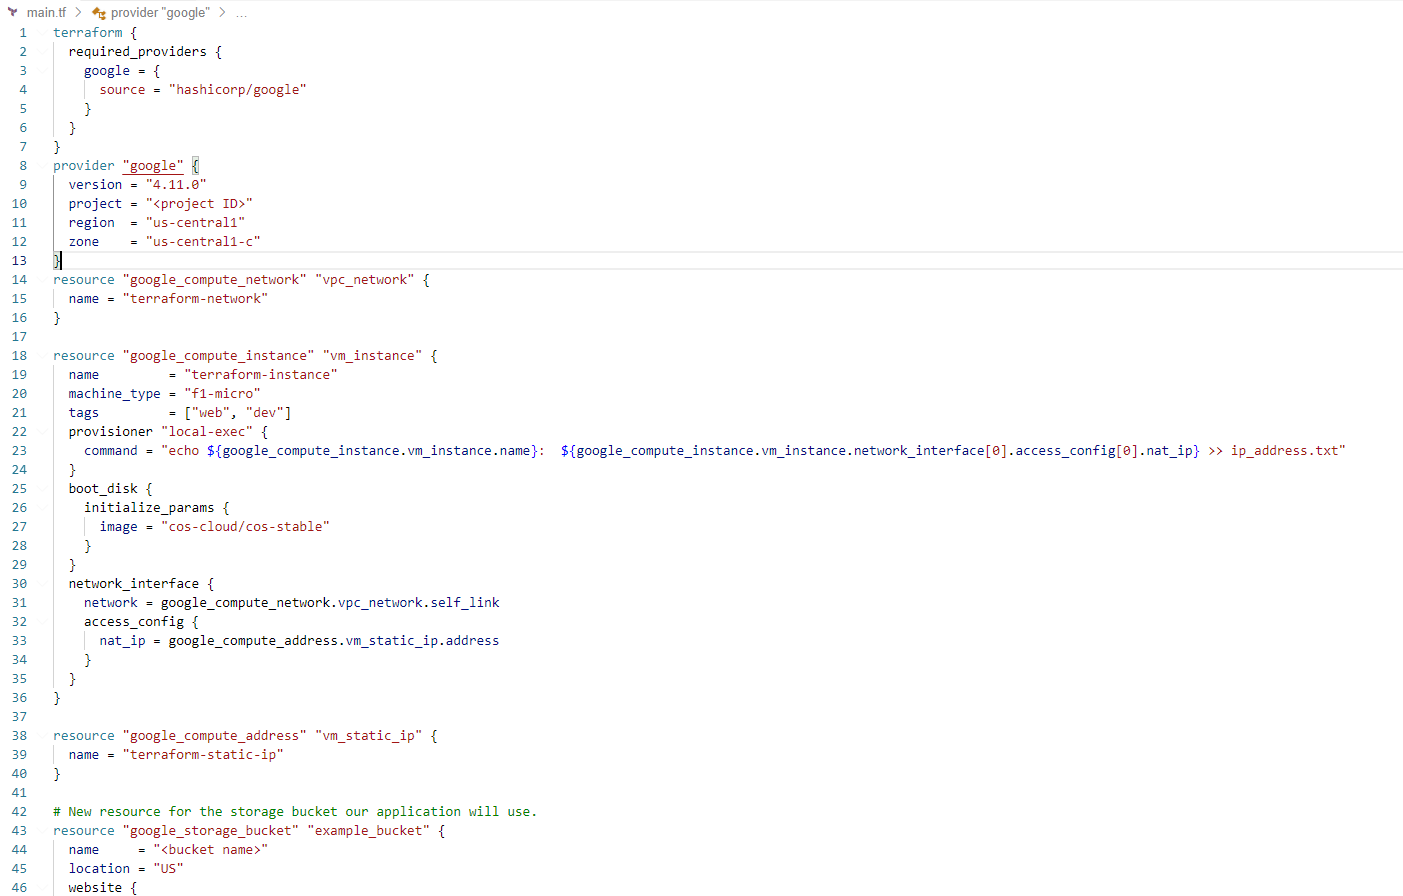 main.tf > provider "google" > ...
1 terraform {
2   required_providers {
3     google = {
4       source = "hashicorp/google"
5     }
6   }
7 }
8 provider "google" {
9   version = "4.11.0"
10   project = "<project ID>"
11   region  = "us-central1"
12   zone    = "us-central1-c"
13 }
14 resource "google_compute_network" "vpc_network" {
15   name = "terraform-network"
16 }
17
18 resource "google_compute_instance" "vm_instance" {
19   name         = "terraform-instance"
20   machine_type = "f1-micro"
21   tags         = ["web", "dev"]
22   provisioner "local-exec" {
23     command = "echo ${google_compute_instance.vm_instance.name}:  ${google_compute_instance.vm_instance.network_interface[0].access_config[0].nat_ip} >> ip_address.txt"
24   }
25   boot_disk {
26     initialize_params {
27       image = "cos-cloud/cos-stable"
28     }
29   }
30   network_interface {
31     network = google_compute_network.vpc_network.self_link
32     access_config {
33       nat_ip = google_compute_address.vm_static_ip.address
34     }
35   }
36 }
37
38 resource "google_compute_address" "vm_static_ip" {
39   name = "terraform-static-ip"
40 }
41
42 # New resource for the storage bucket our application will use.
43 resource "google_storage_bucket" "example_bucket" {
44   name     = "<bucket name>"
45   location = "US"
46   website {